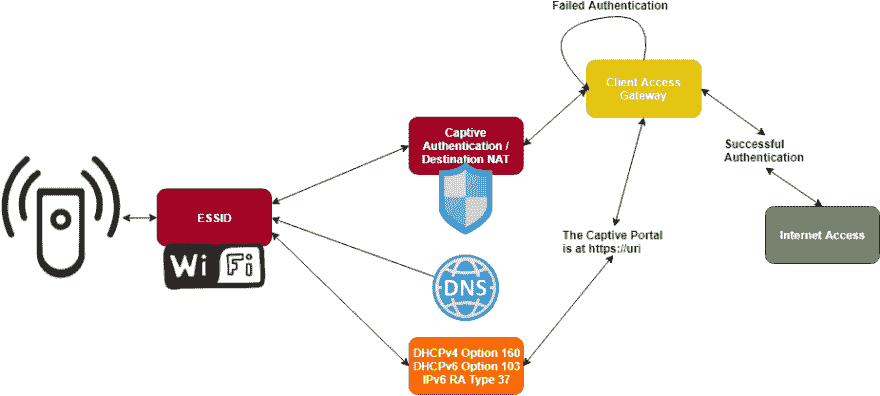 Failed Authentication
Client Access
Gateway
Captive
Authentication /
Destination NAT
Successful
Authentication
ESSID
Wi Fi
The Captive Portal
is at https://uri
Internet Access
DNS
DHCPv4 Option 160
DHCPv6 Option 103
IPv6 RA Type 37